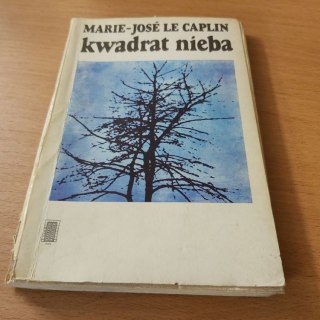 MARIE-JOSÉ LE CAPLIN
kwadrat nieba